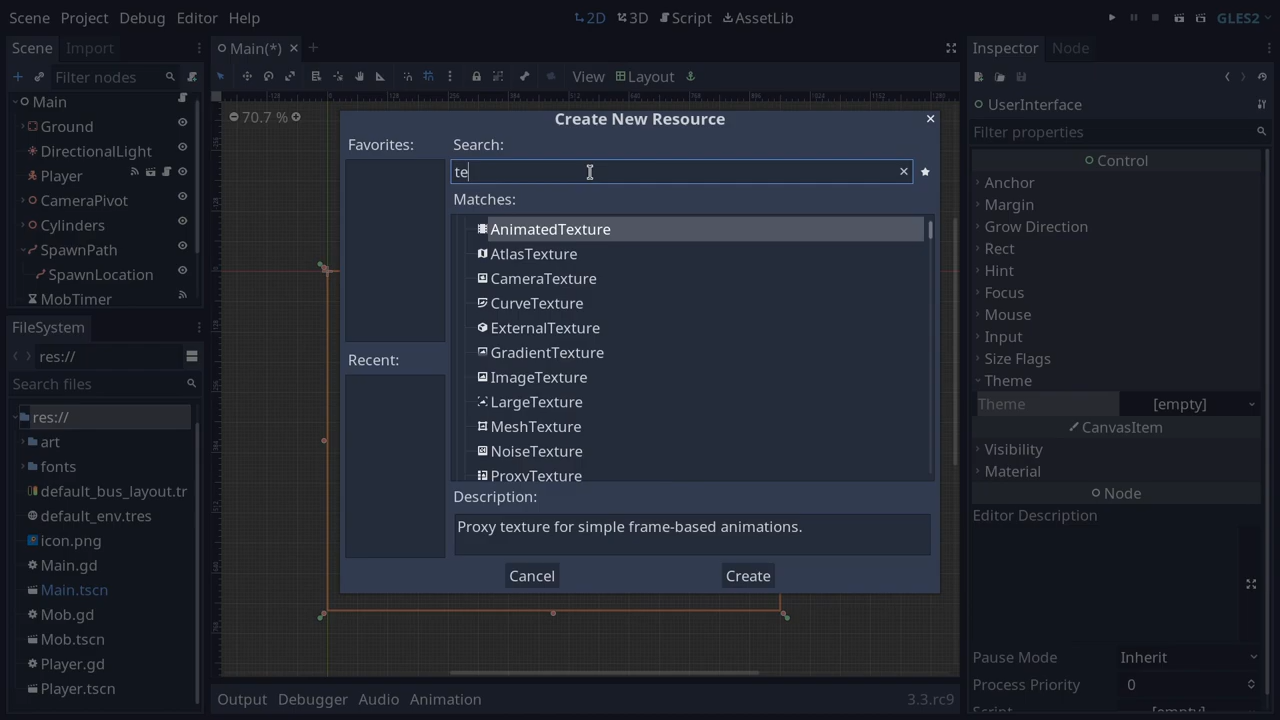 Scene Project Debug Editor Help
2D 3D Script AssetLib
GLES2
Scene Import
Filter nodes
Main
Ground
DirectionalLight
Player
CameraPivot
Cylinders
SpawnPath
SpawnLocation
MobTimer
FileSystem
res://
Search files
res://
art
fonts
default_bus_layout.tr
default_env.tres
icon.png
Main.gd
Main.tscn
Mob.gd
Mob.tscn
Player.gd
Player.tscn
Main(*)
View Layout
70.7 %
Create New Resource
Favorites:
Recent:
Search:
te
Matches:
AnimatedTexture
AtlasTexture
CameraTexture
CurveTexture
ExternalTexture
GradientTexture
ImageTexture
LargeTexture
MeshTexture
NoiseTexture
ProxyTexture
Description:
Proxy texture for simple frame-based animations.
Cancel Create
Output Debugger Audio Animation 3.3.rc9
Inspector Node
UserInterface
Filter properties
Control
Anchor
Margin
Grow Direction
Rect
Hint
Focus
Mouse
Input
Size Flags
Theme
Theme [empty]
CanvasItem
Visibility
Material
Node
Editor Description
Pause Mode Inherit
Process Priority 0
Script [empty]